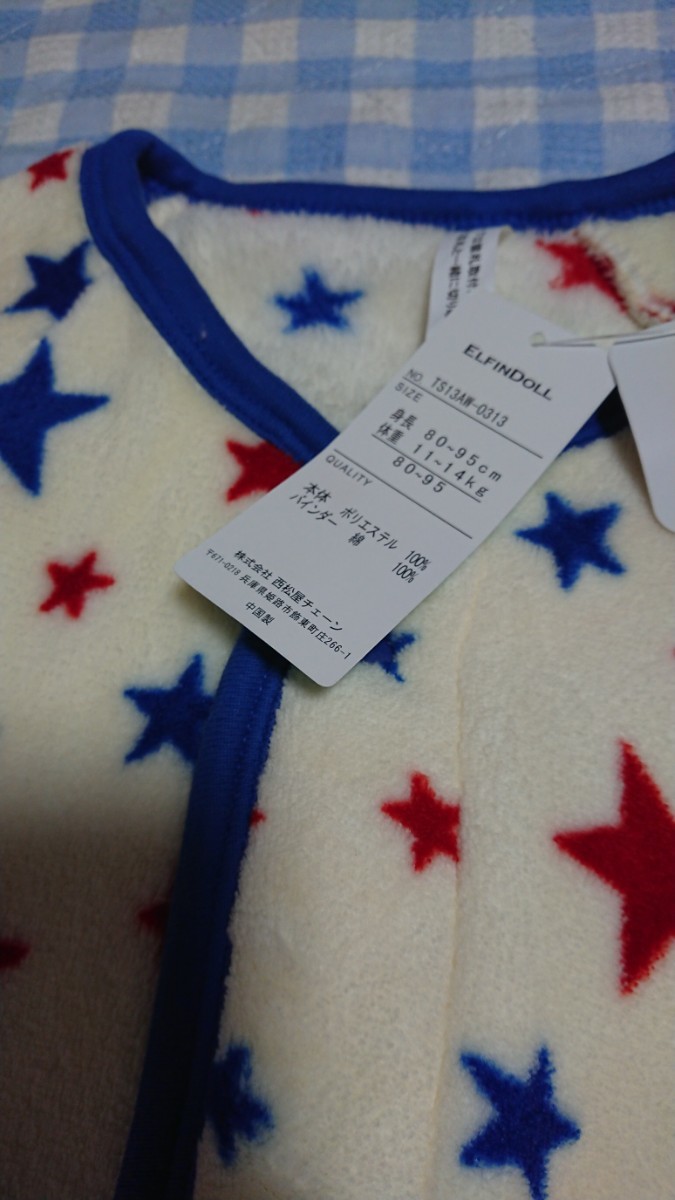 ELFINDOLL
NO TS13AW-0313
SIZE
身長 80~95cm
体重 11~14kg
80~95
QUALITY
本体 ポリエステル 100%
バインダー 綿 100%
株式会社 西松屋チェーン
〒671-0218 兵庫県姫路市飾東町庄266-1
中国製